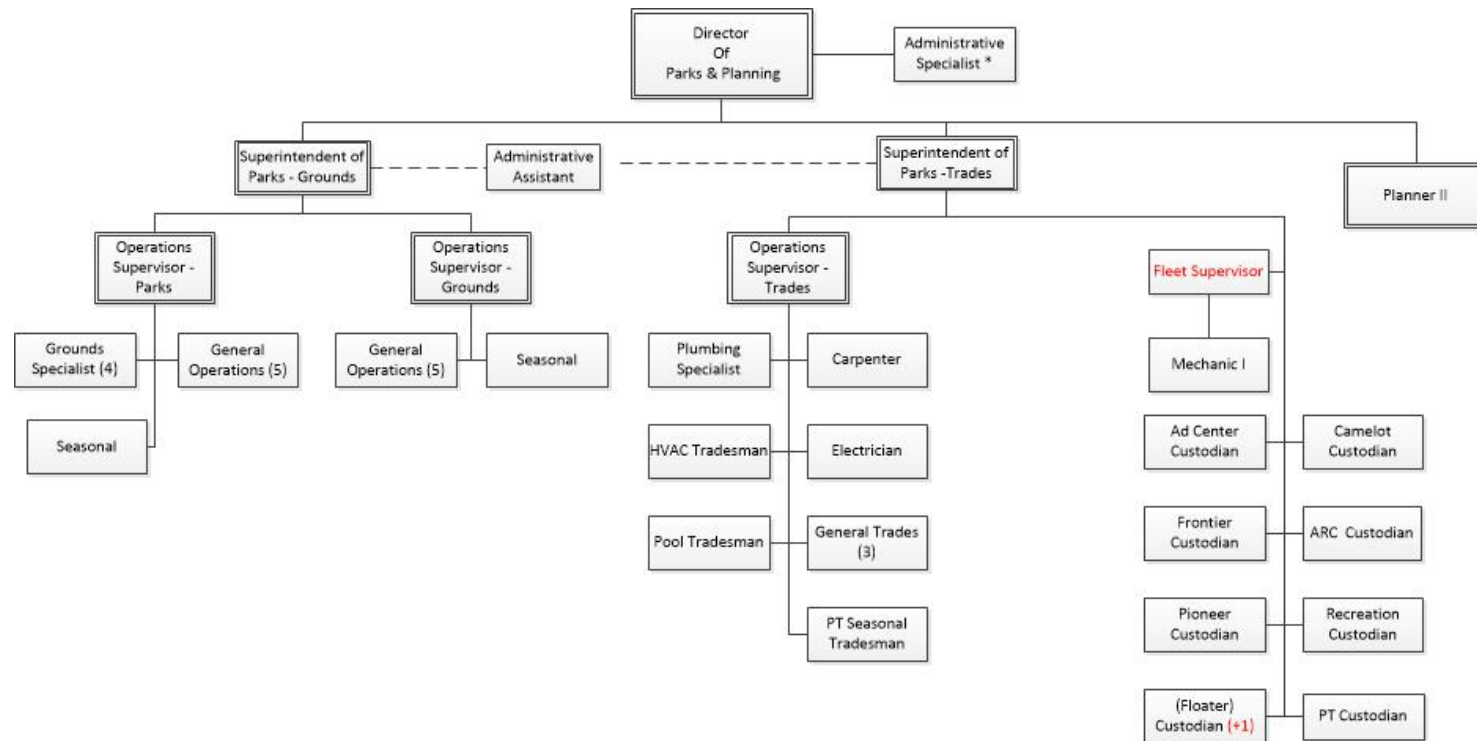 Director
Of
Parks & Planning
Administrative
Specialist *
Superintendent of
Parks - Grounds
Administrative
Assistant
Superintendent of
Parks -Trades
Planner II
Operations
Supervisor -
Parks
Operations
Supervisor -
Grounds
Operations
Supervisor -
Trades
Fleet Supervisor
Grounds
Specialist (4)
General
Operations (5)
General
Operations (5)
Seasonal
Plumbing
Specialist
Carpenter
Mechanic I
Seasonal
HVAC Tradesman
Electrician
Ad Center
Custodian
Camelot
Custodian
Pool Tradesman
General Trades
(3)
Frontier
Custodian
ARC Custodian
PT Seasonal
Tradesman
Pioneer
Custodian
Recreation
Custodian
(Floater)
Custodian (+1)
PT Custodian